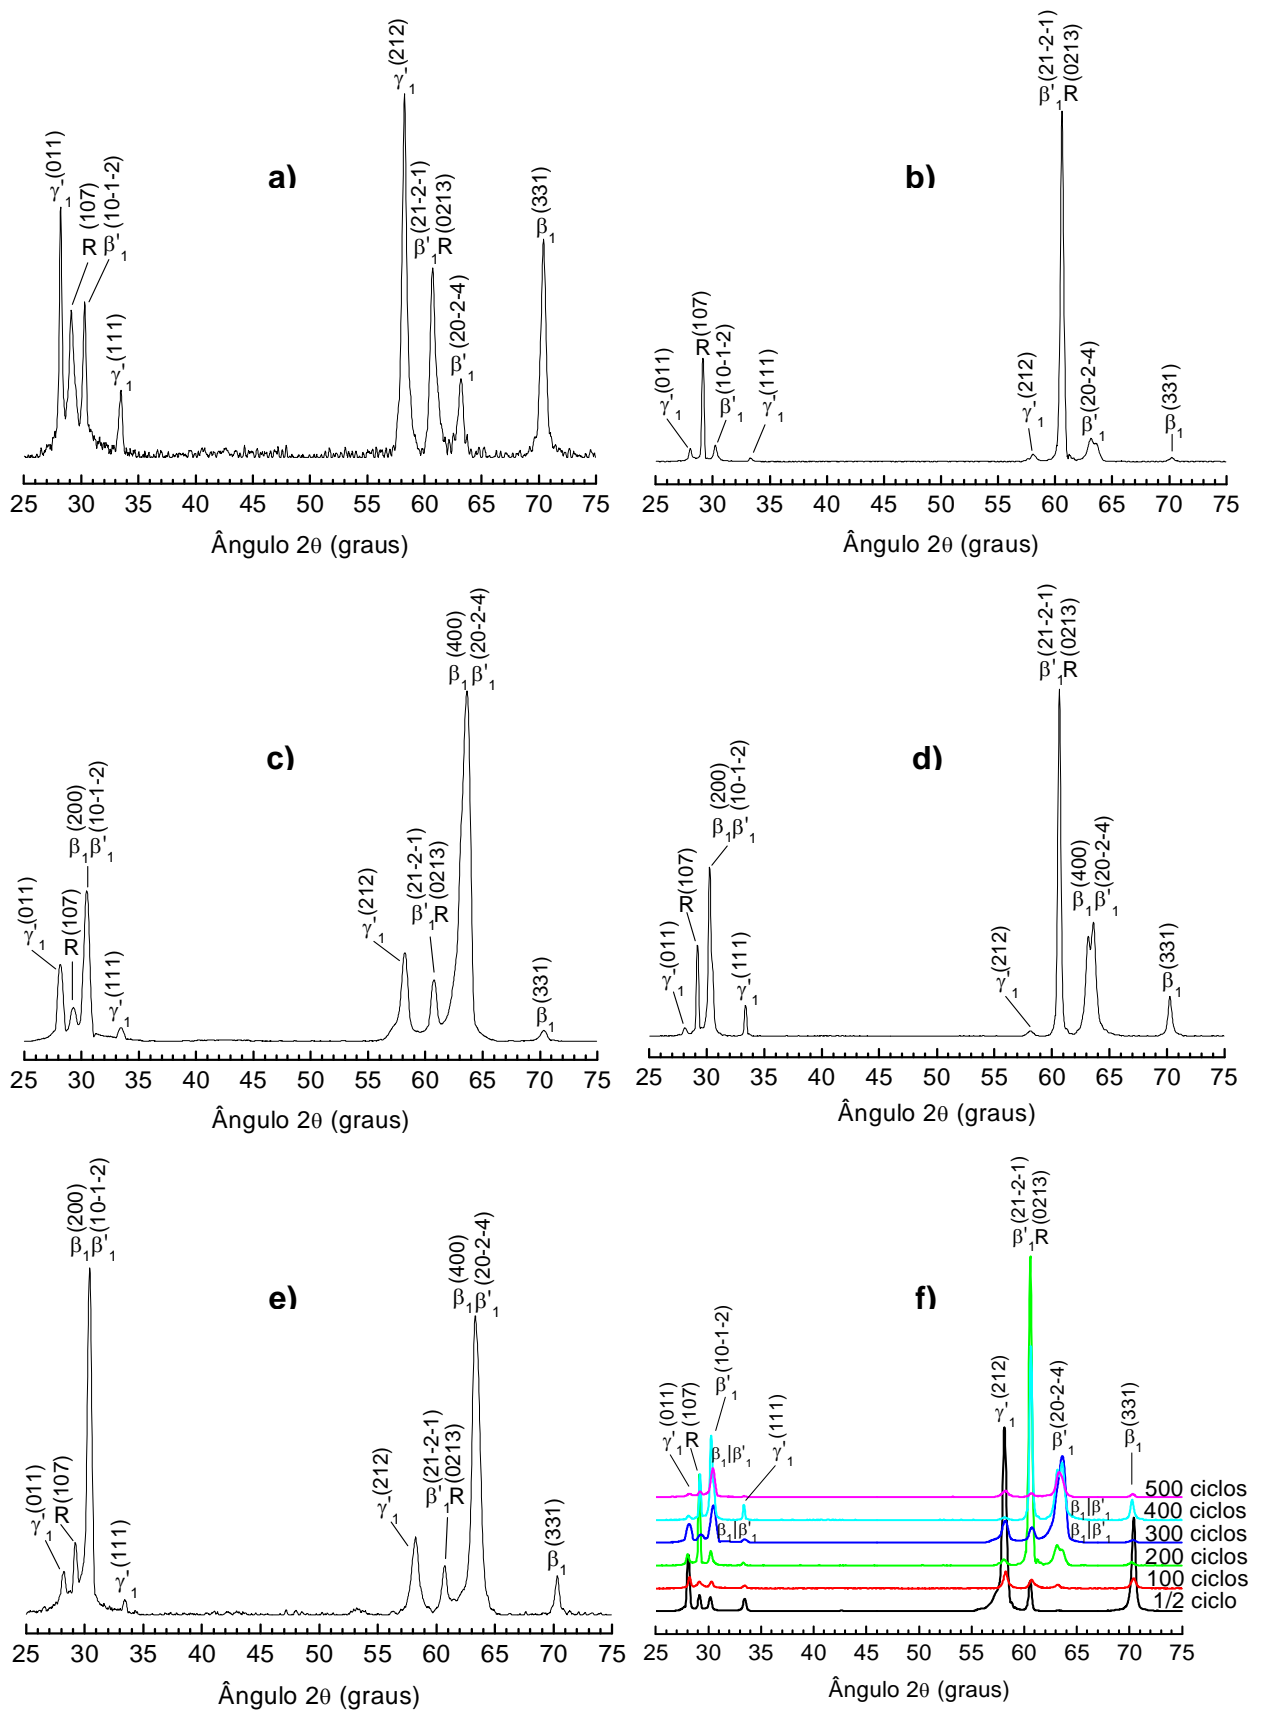 a)
γ'₁(011)
R (107)
β'₁(10-1-2)
γ'₁(111)
γ'₁(212)
β'₁(21-2-1)
R(0213)
β'₁(20-2-4)
β₁(331)
25 30 35 40 45 50 55 60 65 70 75
Ângulo 2θ (graus)
b)
γ'₁(011)
R(107)
β'₁(10-1-2)
γ'₁(111)
γ'₁(212)
β'₁(21-2-1)
R(0213)
β'₁(20-2-4)
β₁(331)
25 30 35 40 45 50 55 60 65 70 75
Ângulo 2θ (graus)
c)
γ'₁(011)
R(107)
β₁(200)
β'₁(10-1-2)
γ'₁(111)
γ'₁(212)
β'₁(21-2-1)
R(0213)
β₁(400)
β'₁(20-2-4)
β₁(331)
25 30 35 40 45 50 55 60 65 70 75
Ângulo 2θ (graus)
d)
γ'₁(011)
R(107)
β₁(200)
β'₁(10-1-2)
γ'₁(111)
γ'₁(212)
β'₁(21-2-1)
R(0213)
β₁(400)
β'₁(20-2-4)
β₁(331)
25 30 35 40 45 50 55 60 65 70 75
Ângulo 2θ (graus)
e)
γ'₁(011)
R(107)
β₁(200)
β'₁(10-1-2)
γ'₁(111)
γ'₁(212)
β'₁(21-2-1)
R(0213)
β₁(400)
β'₁(20-2-4)
β₁(331)
25 30 35 40 45 50 55 60 65 70 75
Ângulo 2θ (graus)
f)
γ'₁(011)
R(107)
β'₁(10-1-2)
γ'₁(111)
γ'₁(212)
β'₁(21-2-1)
R(0213)
β'₁(20-2-4)
β₁(331)
β₁|β'₁
β₁|β'₁
β₁|β'₁
β₁|β'₁
500 ciclos
400 ciclos
300 ciclos
200 ciclos
100 ciclos
1/2 ciclo
25 30 35 40 45 50 55 60 65 70 75
Ângulo 2θ (graus)